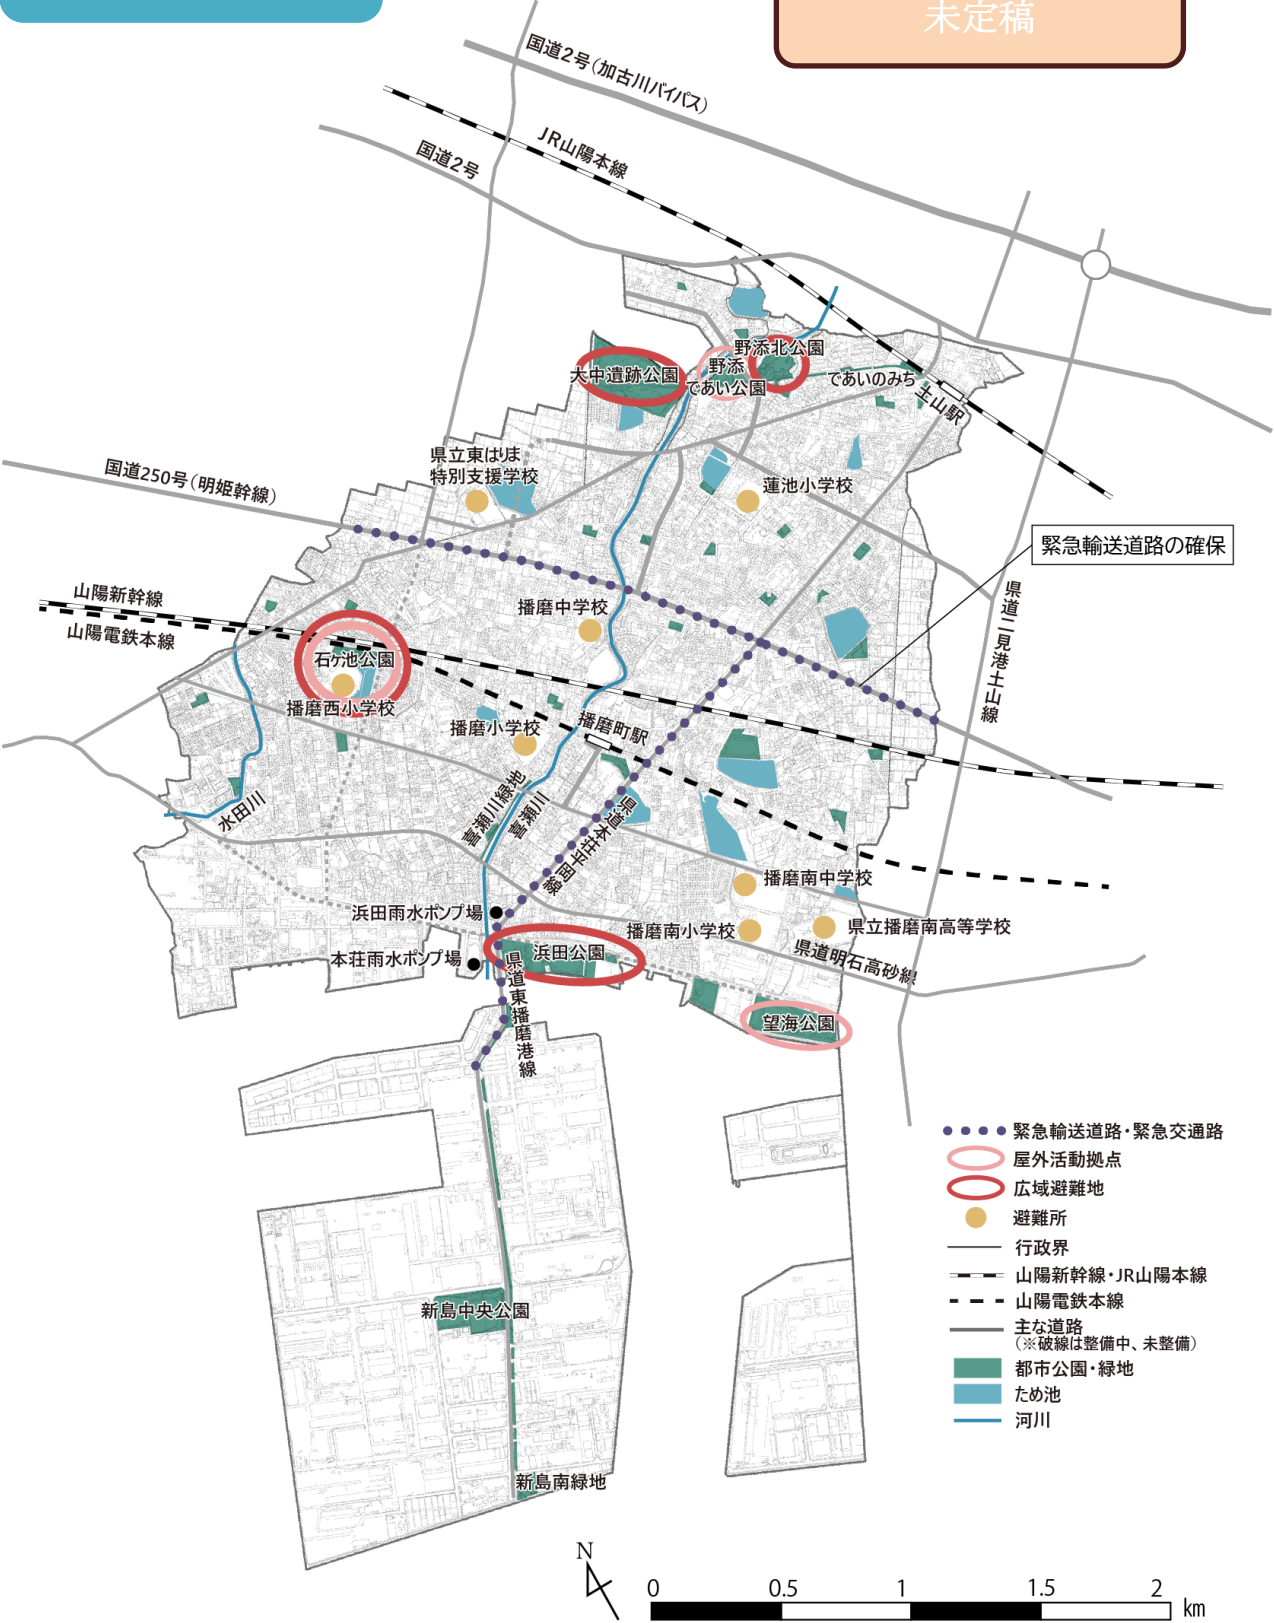 未定稿
国道2号（加古川バイパス）
JR山陽本線
国道2号
野添北公園
野添
であい公園
大中遺跡公園
であいのみち
土山駅
県立東はりま
特別支援学校
国道250号（明姫幹線）
蓮池小学校
緊急輸送道路の確保
県道二見港土山線
山陽新幹線
山陽電鉄本線
播磨中学校
石ケ池公園
播磨西小学校
播磨小学校
播磨町駅
水田川
喜瀬川緑地
喜瀬川
県道本荘平岡線
播磨南中学校
浜田雨水ポンプ場
播磨南小学校
県立播磨南高等学校
本荘雨水ポンプ場
浜田公園
県道明石高砂線
県道東播磨港線
望海公園
緊急輸送道路・緊急交通路
屋外活動拠点
広域避難地
避難所
行政界
山陽新幹線・JR山陽本線
山陽電鉄本線
主な道路
（※破線は整備中、未整備）
都市公園・緑地
ため池
河川
新島中央公園
新島南緑地
N
0 0.5 1 1.5 2 km